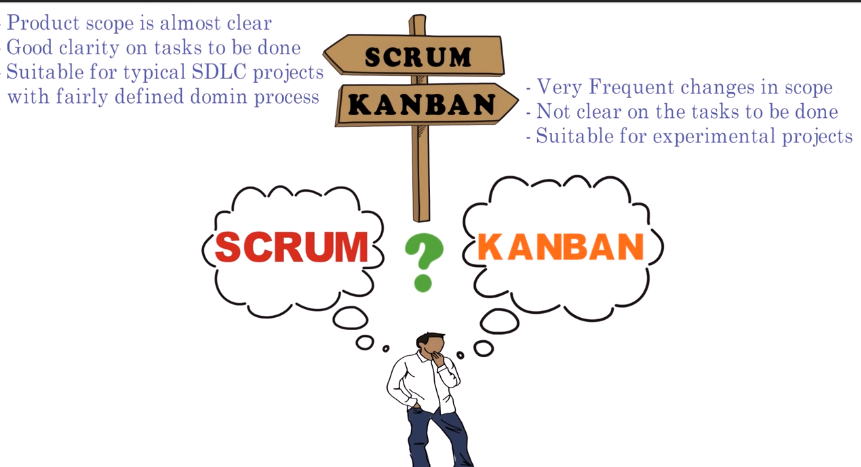 - Product scope is almost clear
- Good clarity on tasks to be done
- Suitable for typical SDLC projects
with fairly defined domin process
SCRUM
KANBAN
- Very Frequent changes in scope
- Not clear on the tasks to be done
- Suitable for experimental projects
SCRUM
?
KANBAN